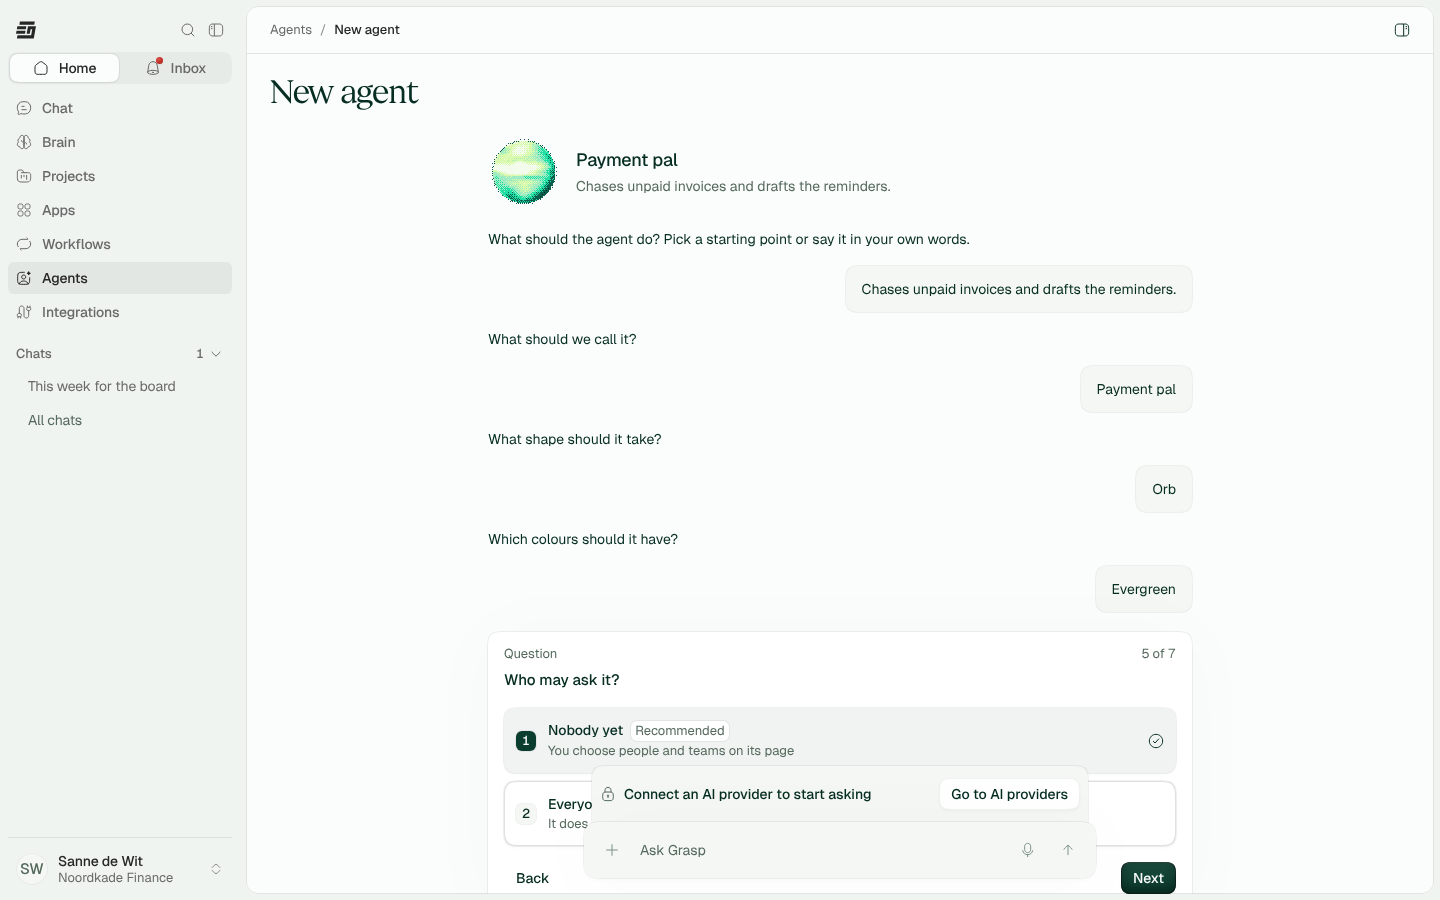 Agents / New agent
Home
Inbox
Chat
Brain
Projects
Apps
Workflows
Agents
Integrations
Chats 1
This week for the board
All chats
SW
Sanne de Wit
Noordkade Finance
New agent
Payment pal
Chases unpaid invoices and drafts the reminders.
What should the agent do? Pick a starting point or say it in your own words.
Chases unpaid invoices and drafts the reminders.
What should we call it?
Payment pal
What shape should it take?
Orb
Which colours should it have?
Evergreen
Question 5 of 7
Who may ask it?
1 Nobody yet Recommended
You choose people and teams on its page
2
It does
Connect an AI provider to start asking Go to AI providers
Ask Grasp
Back Next